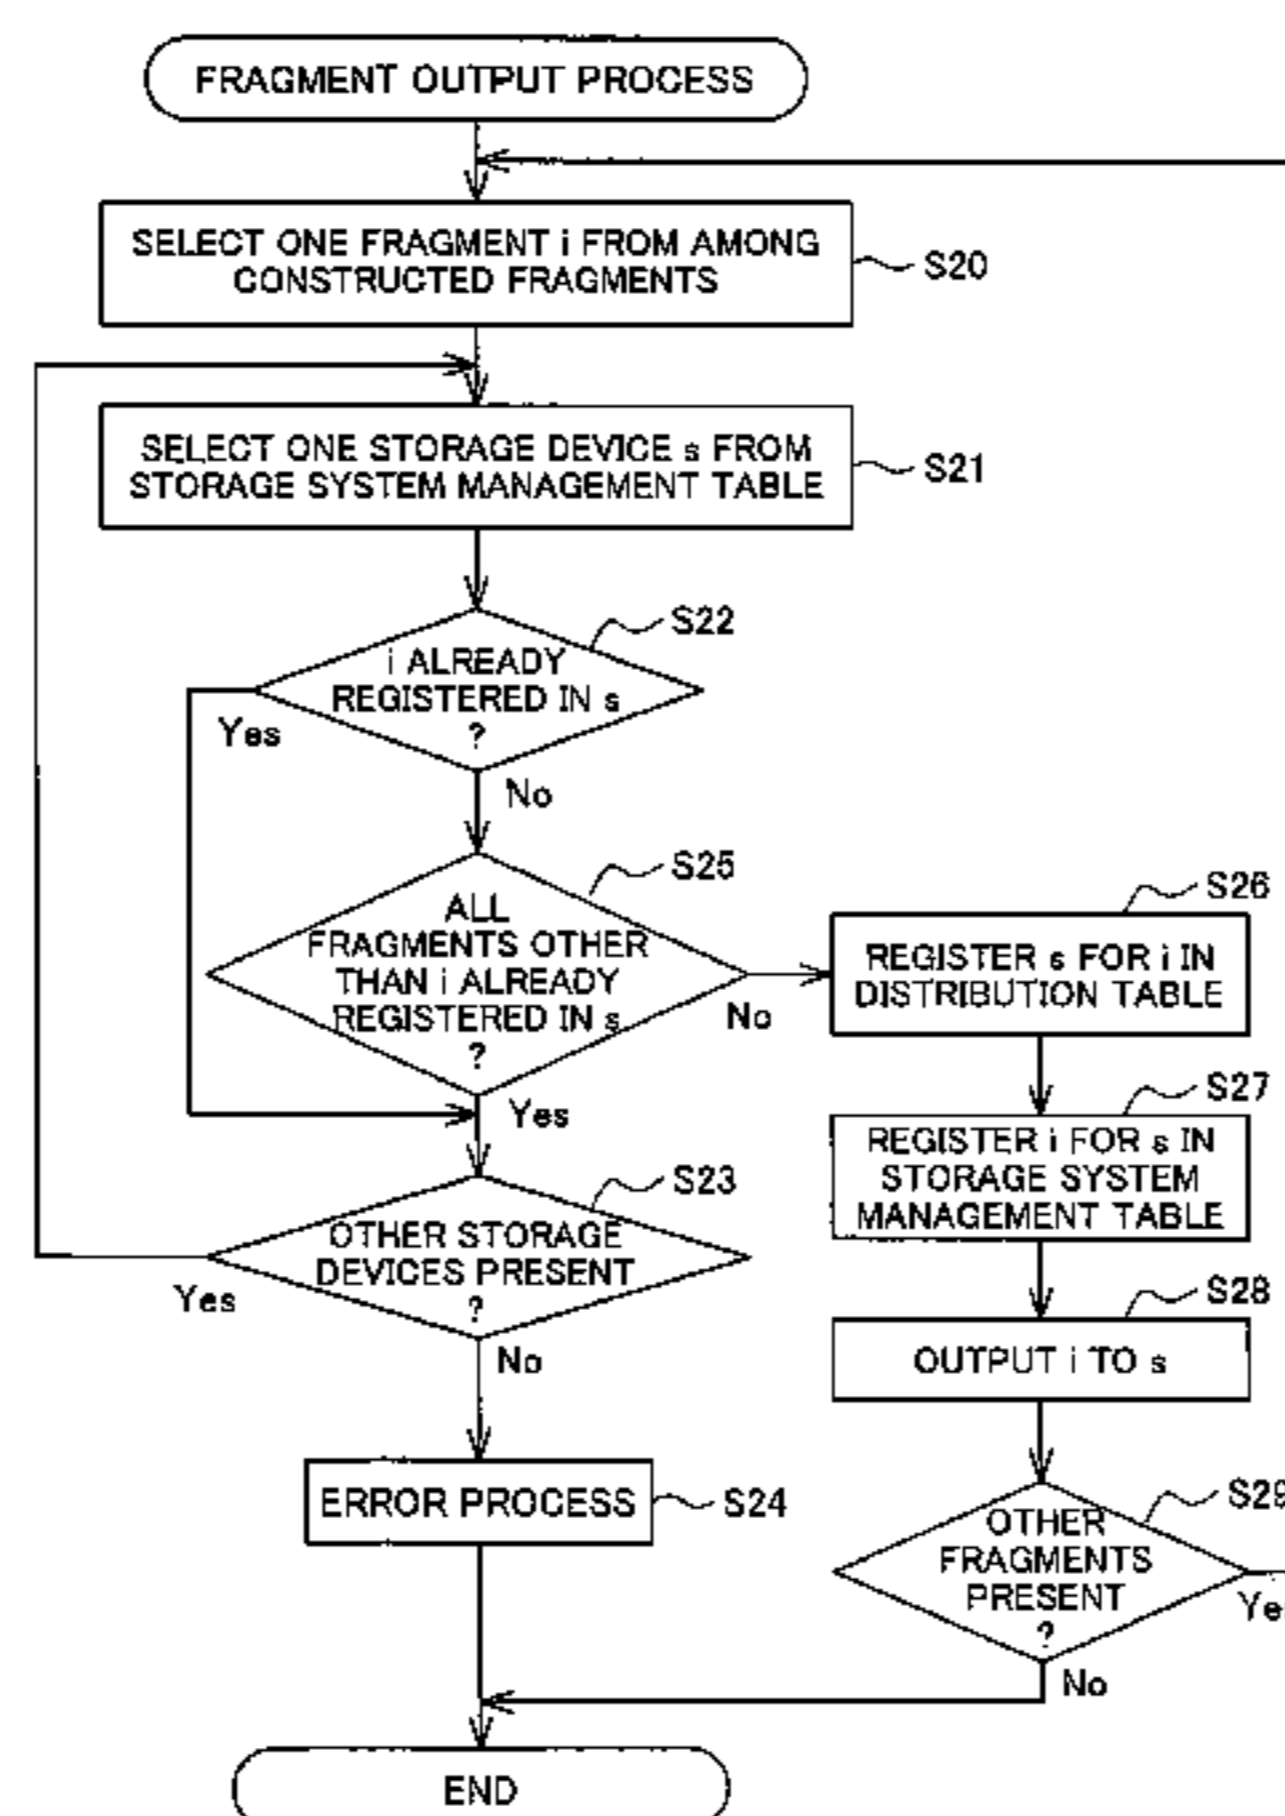 FRAGMENT OUTPUT PROCESS
SELECT ONE FRAGMENT i FROM AMONG
CONSTRUCTED FRAGMENTS
S20
SELECT ONE STORAGE DEVICE s FROM
STORAGE SYSTEM MANAGEMENT TABLE
S21
S22
i ALREADY
REGISTERED IN s
?
Yes
No
S25
ALL
FRAGMENTS OTHER
THAN i ALREADY
REGISTERED IN s
?
No
Yes
S26
REGISTER s FOR i IN
DISTRIBUTION TABLE
S27
REGISTER i FOR s IN
STORAGE SYSTEM
MANAGEMENT TABLE
S23
OTHER STORAGE
DEVICES PRESENT
?
Yes
No
S28
OUTPUT i TO s
ERROR PROCESS
S24
S29
OTHER
FRAGMENTS
PRESENT
?
Yes
No
END